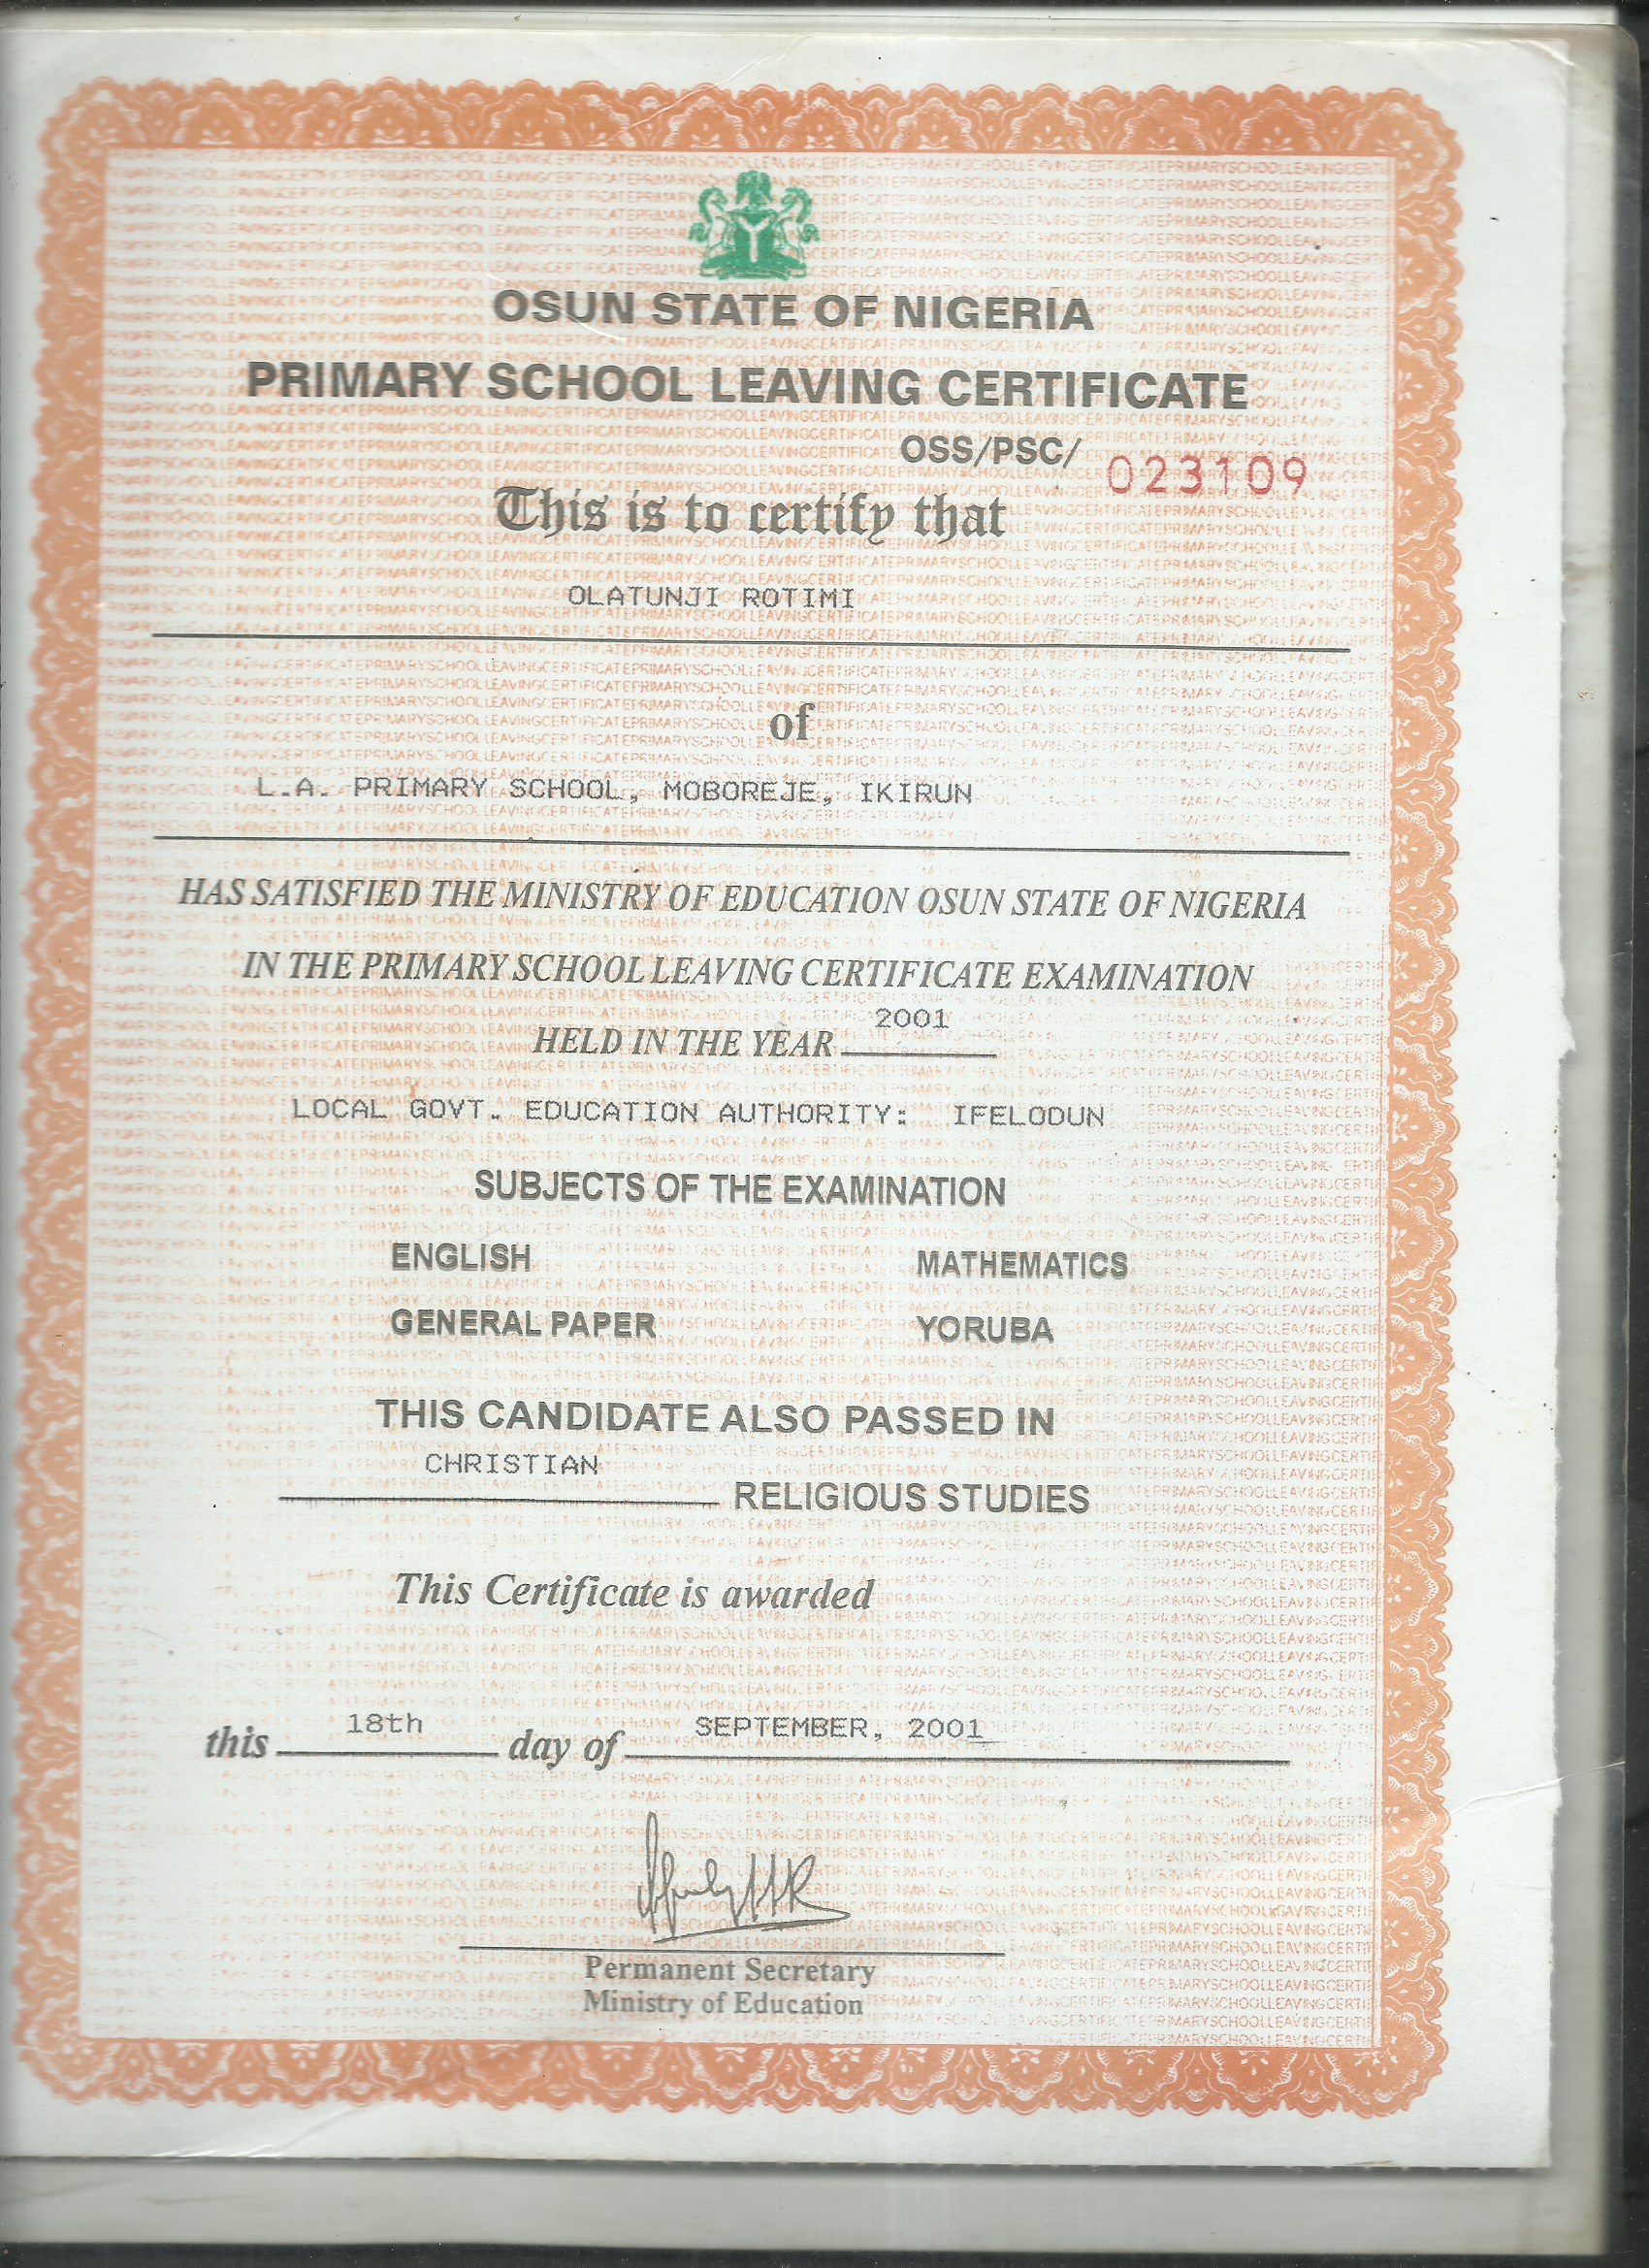 OSUN STATE OF NIGERIA
PRIMARY SCHOOL LEAVING CERTIFICATE
OSS/PSC/ 023109
This is to certify that
OLATUNJI ROTIMI
of
L.A. PRIMARY SCHOOL, MOBOREJE, IKIRUN
HAS SATISFIED THE MINISTRY OF EDUCATION OSUN STATE OF NIGERIA
IN THE PRIMARY SCHOOL LEAVING CERTIFICATE EXAMINATION
HELD IN THE YEAR 2001
LOCAL GOVT. EDUCATION AUTHORITY: IFELODUN
SUBJECTS OF THE EXAMINATION
ENGLISH MATHEMATICS
GENERAL PAPER YORUBA
THIS CANDIDATE ALSO PASSED IN
CHRISTIAN RELIGIOUS STUDIES
This Certificate is awarded
this 18th day of SEPTEMBER, 2001
Permanent Secretary
Ministry of Education